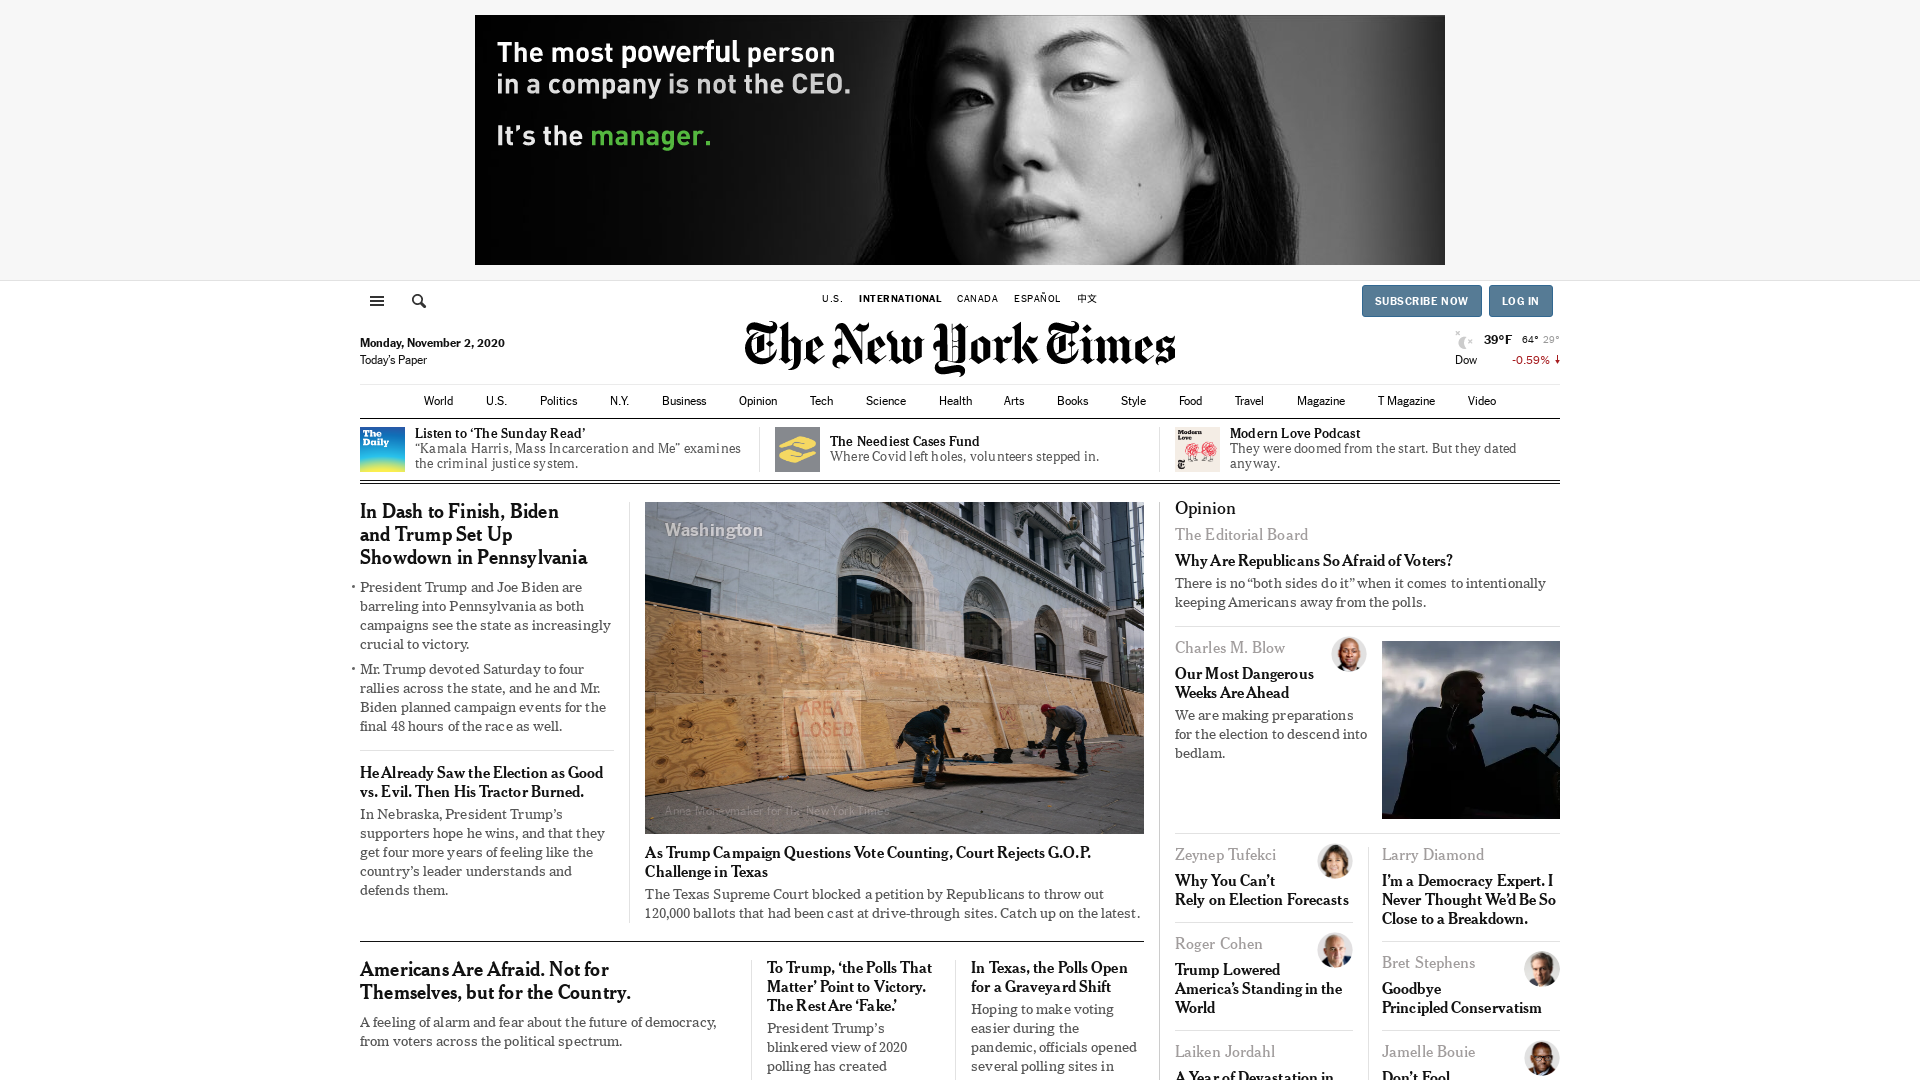 The most powerful person
in a company is not the CEO.
It's the manager.
U.S.
INTERNATIONAL
CANADA
ESPAÑOL
中文
SUBSCRIBE NOW
LOG IN
Monday, November 2, 2020
Today's Paper
The New York Times
39°F 64° 29°
Dow -0.59% ↓
World
U.S.
Politics
N.Y.
Business
Opinion
Tech
Science
Health
Arts
Books
Style
Food
Travel
Magazine
T Magazine
Video
The
Daily
Listen to ‘The Sunday Read’
“Kamala Harris, Mass Incarceration and Me” examines
the criminal justice system.
The Neediest Cases Fund
Where Covid left holes, volunteers stepped in.
Modern
Love
Modern Love Podcast
They were doomed from the start. But they dated
anyway.
In Dash to Finish, Biden
and Trump Set Up
Showdown in Pennsylvania
• President Trump and Joe Biden are
barreling into Pennsylvania as both
campaigns see the state as increasingly
crucial to victory.
• Mr. Trump devoted Saturday to four
rallies across the state, and he and Mr.
Biden planned campaign events for the
final 48 hours of the race as well.
He Already Saw the Election as Good
vs. Evil. Then His Tractor Burned.
In Nebraska, President Trump’s
supporters hope he wins, and that they
get four more years of feeling like the
country’s leader understands and
defends them.
Washington
AREA
CLOSED
Anna Moneymaker for The New York Times
As Trump Campaign Questions Vote Counting, Court Rejects G.O.P.
Challenge in Texas
The Texas Supreme Court blocked a petition by Republicans to throw out
120,000 ballots that had been cast at drive-through sites. Catch up on the latest.
Americans Are Afraid. Not for
Themselves, but for the Country.
A feeling of alarm and fear about the future of democracy,
from voters across the political spectrum.
To Trump, ‘the Polls That
Matter’ Point to Victory.
The Rest Are ‘Fake.’
President Trump’s
blinkered view of 2020
polling has created
In Texas, the Polls Open
for a Graveyard Shift
Hoping to make voting
easier during the
pandemic, officials opened
several polling sites in
Opinion
The Editorial Board
Why Are Republicans So Afraid of Voters?
There is no “both sides do it” when it comes to intentionally
keeping Americans away from the polls.
Charles M. Blow
Our Most Dangerous
Weeks Are Ahead
We are making preparations
for the election to descend into
bedlam.
Zeynep Tufekci
Why You Can’t
Rely on Election Forecasts
Larry Diamond
I’m a Democracy Expert. I
Never Thought We’d Be So
Close to a Breakdown.
Roger Cohen
Trump Lowered
America’s Standing in the
World
Bret Stephens
Goodbye
Principled Conservatism
Laiken Jordahl
A Year of Devastation in
Jamelle Bouie
Don’t Fool